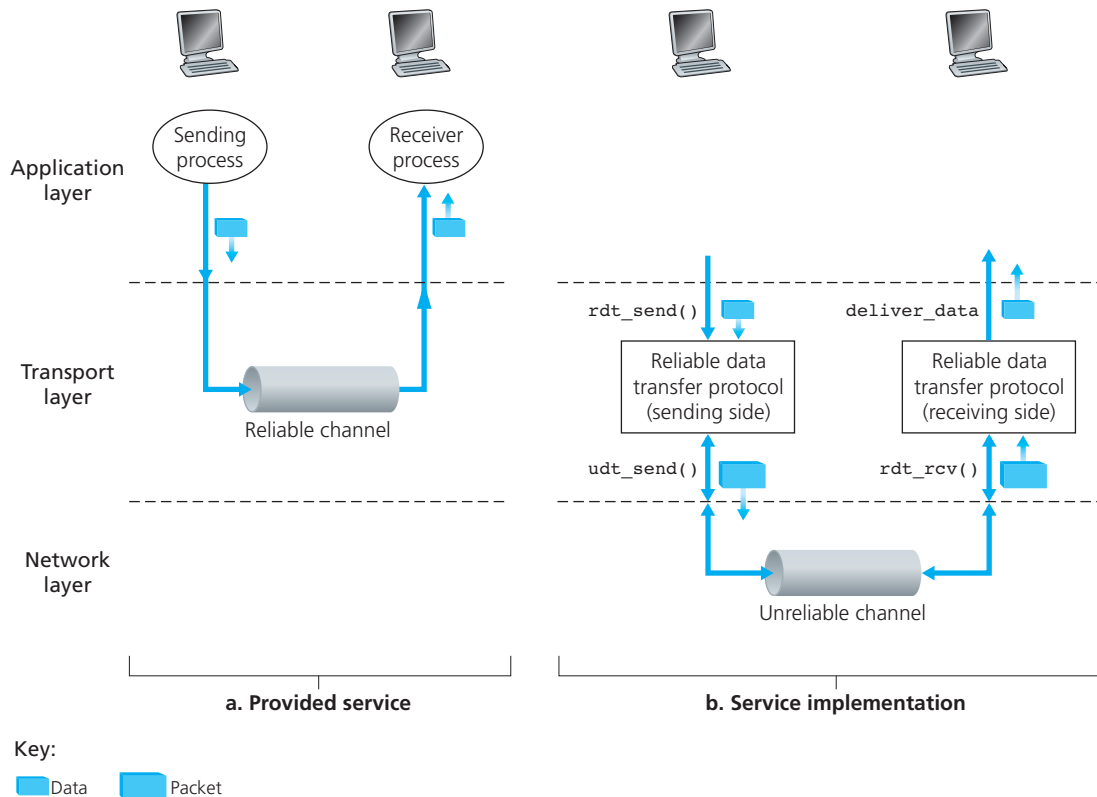 Sending
process
Receiver
process
Application
layer
rdt_send()
deliver_data
Transport
layer
Reliable channel
Reliable data
transfer protocol
(sending side)
Reliable data
transfer protocol
(receiving side)
udt_send()
rdt_rcv()
Network
layer
Unreliable channel
a. Provided service
b. Service implementation
Key:
Data
Packet